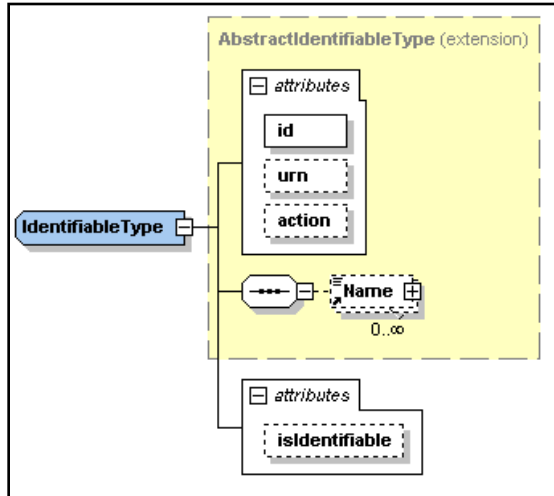 AbstractIdentifiableType (extension)
attributes
id
urn
action
IdentifiableType
Name
0..∞
attributes
isIdentifiable